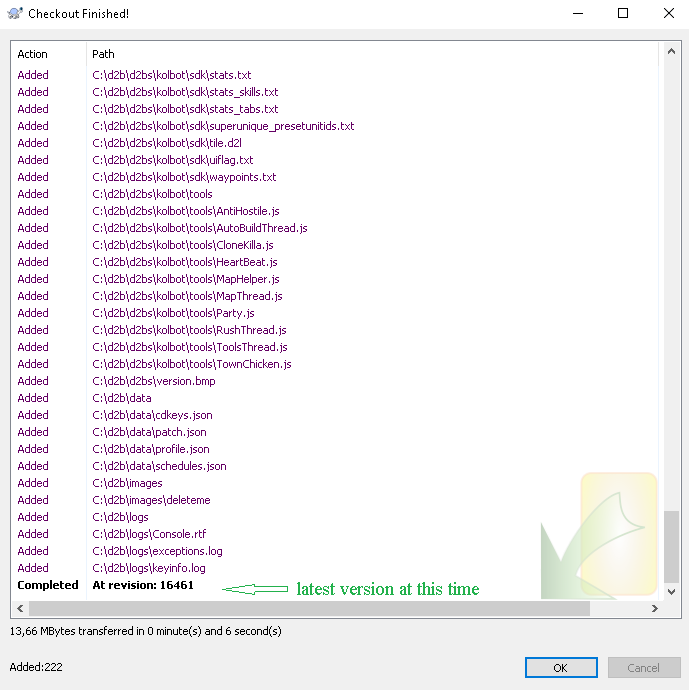 Checkout Finished!
Action Path
Added C:\d2b\d2bs\kolbot\sdk\stats.txt
Added C:\d2b\d2bs\kolbot\sdk\stats_skills.txt
Added C:\d2b\d2bs\kolbot\sdk\stats_tabs.txt
Added C:\d2b\d2bs\kolbot\sdk\superunique_presetunitids.txt
Added C:\d2b\d2bs\kolbot\sdk\tile.d2l
Added C:\d2b\d2bs\kolbot\sdk\uiflag.txt
Added C:\d2b\d2bs\kolbot\sdk\waypoints.txt
Added C:\d2b\d2bs\kolbot\tools
Added C:\d2b\d2bs\kolbot\tools\AntiHostile.js
Added C:\d2b\d2bs\kolbot\tools\AutoBuildThread.js
Added C:\d2b\d2bs\kolbot\tools\CloneKilla.js
Added C:\d2b\d2bs\kolbot\tools\HeartBeat.js
Added C:\d2b\d2bs\kolbot\tools\MapHelper.js
Added C:\d2b\d2bs\kolbot\tools\MapThread.js
Added C:\d2b\d2bs\kolbot\tools\Party.js
Added C:\d2b\d2bs\kolbot\tools\RushThread.js
Added C:\d2b\d2bs\kolbot\tools\ToolsThread.js
Added C:\d2b\d2bs\kolbot\tools\TownChicken.js
Added C:\d2b\d2bs\version.bmp
Added C:\d2b\data
Added C:\d2b\data\cdkeys.json
Added C:\d2b\data\patch.json
Added C:\d2b\data\profile.json
Added C:\d2b\data\schedules.json
Added C:\d2b\images
Added C:\d2b\images\deleteme
Added C:\d2b\logs
Added C:\d2b\logs\Console.rtf
Added C:\d2b\logs\exceptions.log
Added C:\d2b\logs\keyinfo.log
Completed At revision: 16461 latest version at this time
13,66 MBytes transferred in 0 minute(s) and 6 second(s)
Added:222
OK Cancel